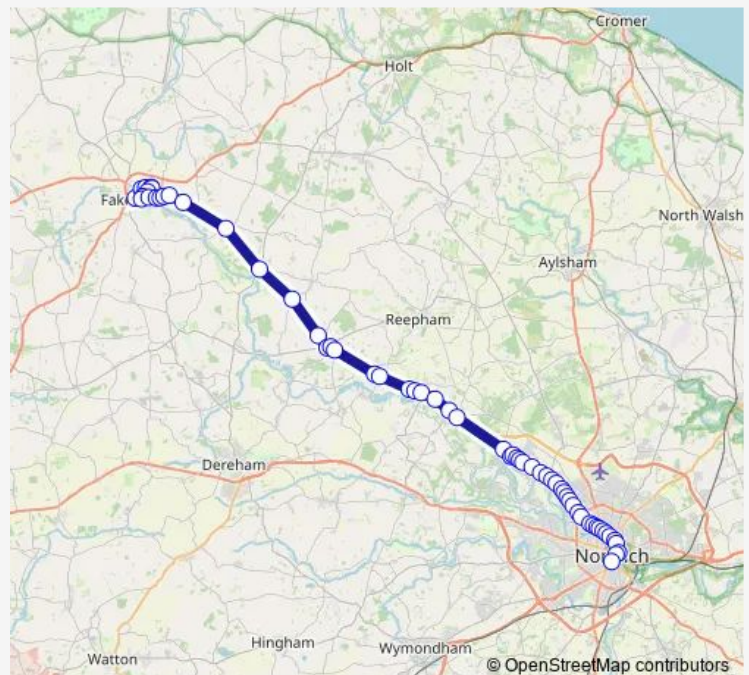 Cromer
Holt
North Walsh
Aylsham
Reepham
Dereham
Hingham
Wymondham
Watton
© OpenStreetMap contributors